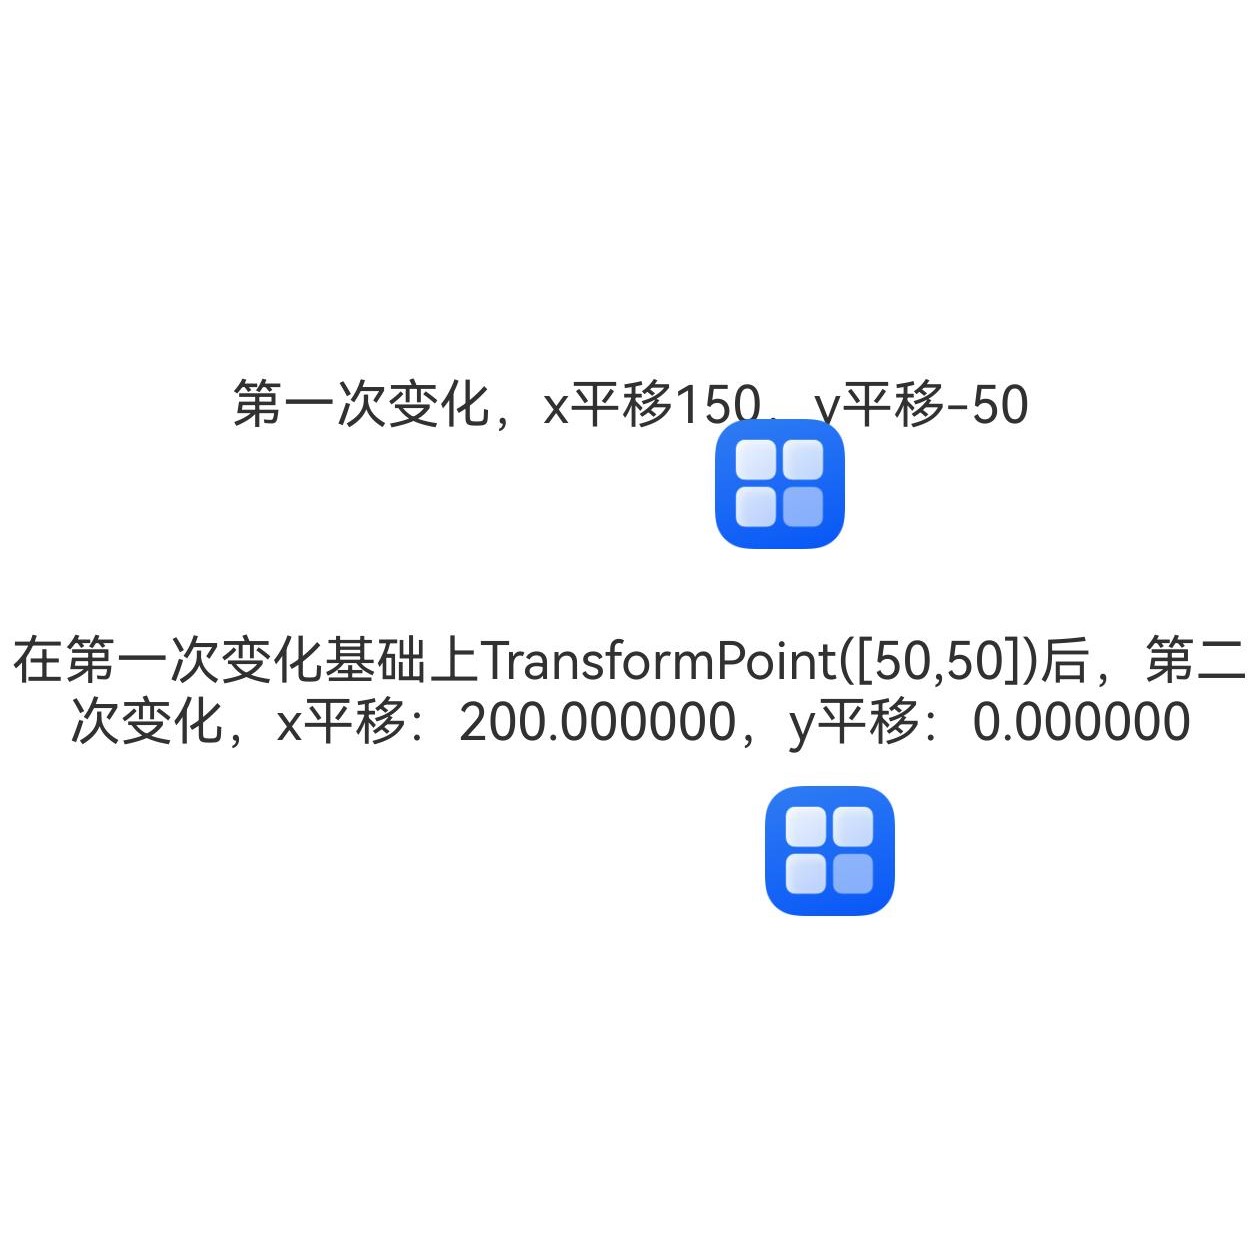 第一次变化，x平移150，y平移-50
在第一次变化基础上TransformPoint([50,50])后，第二
次变化，x平移：200.000000，y平移：0.000000